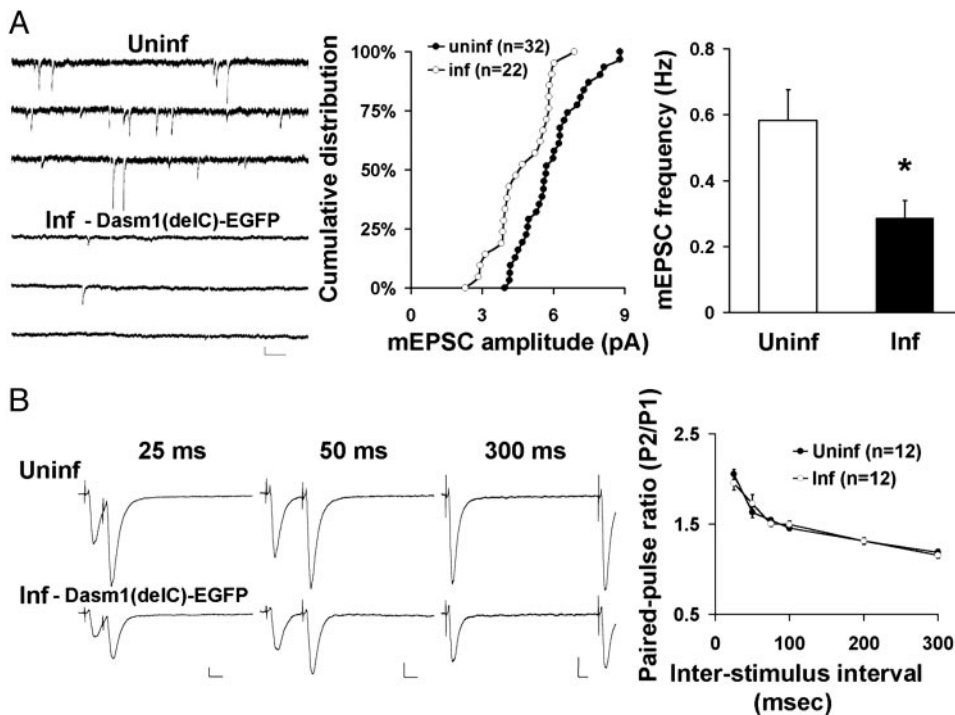 A
Uninf
Inf - Dasm1(delC)-EGFP
Cumulative distribution
100%
75%
50%
25%
0%
uninf (n=32)
inf (n=22)
0
3
6
9
mEPSC amplitude (pA)
mEPSC frequency (Hz)
0.8
0.6
0.4
0.2
0
*
Uninf
Inf
B
25 ms
50 ms
300 ms
Uninf
Inf - Dasm1(delC)-EGFP
Paired-pulse ratio (P2/P1)
2.5
1.5
0.5
Uninf (n=12)
Inf (n=12)
0
100
200
300
Inter-stimulus interval
(msec)